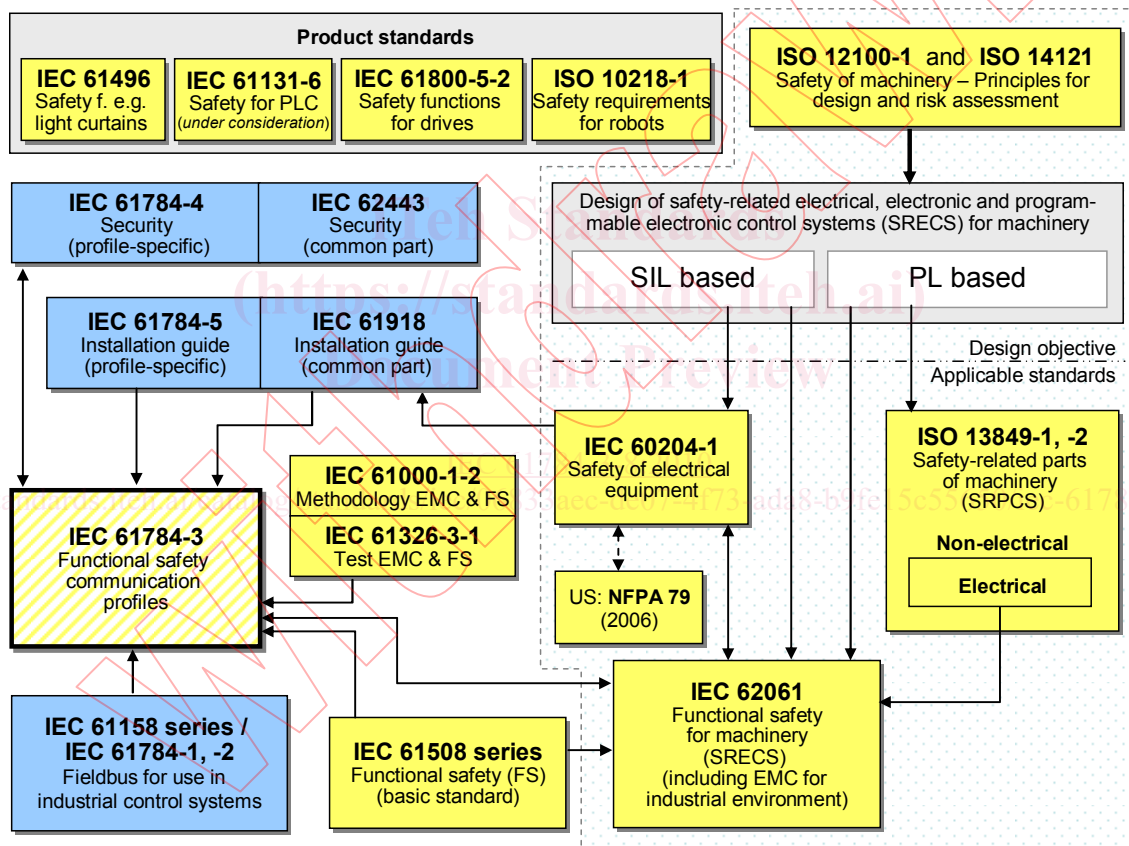 Product standards
IEC 61496
Safety f. e.g.
light curtains
IEC 61131-6
Safety for PLC
(under consideration)
IEC 61800-5-2
Safety functions
for drives
ISO 10218-1
Safety requirements
for robots
ISO 12100-1 and ISO 14121
Safety of machinery – Principles for
design and risk assessment
Design of safety-related electrical, electronic and program-
mable electronic control systems (SRECS) for machinery
SIL based
PL based
Design objective
Applicable standards
IEC 61784-4
Security
(profile-specific)
IEC 62443
Security
(common part)
IEC 61784-5
Installation guide
(profile-specific)
IEC 61918
Installation guide
(common part)
IEC 60204-1
Safety of electrical
equipment
ISO 13849-1, -2
Safety-related parts
of machinery
(SRPCS)
Non-electrical
Electrical
IEC 61000-1-2
Methodology EMC & FS
IEC 61326-3-1
Test EMC & FS
US: NFPA 79
(2006)
IEC 61784-3
Functional safety
communication
profiles
IEC 61158 series /
IEC 61784-1, -2
Fieldbus for use in
industrial control systems
IEC 61508 series
Functional safety (FS)
(basic standard)
IEC 62061
Functional safety
for machinery
(SRECS)
(including EMC for
industrial environment)
iTeh Standards
(https://standards.iteh.ai)
Document Preview